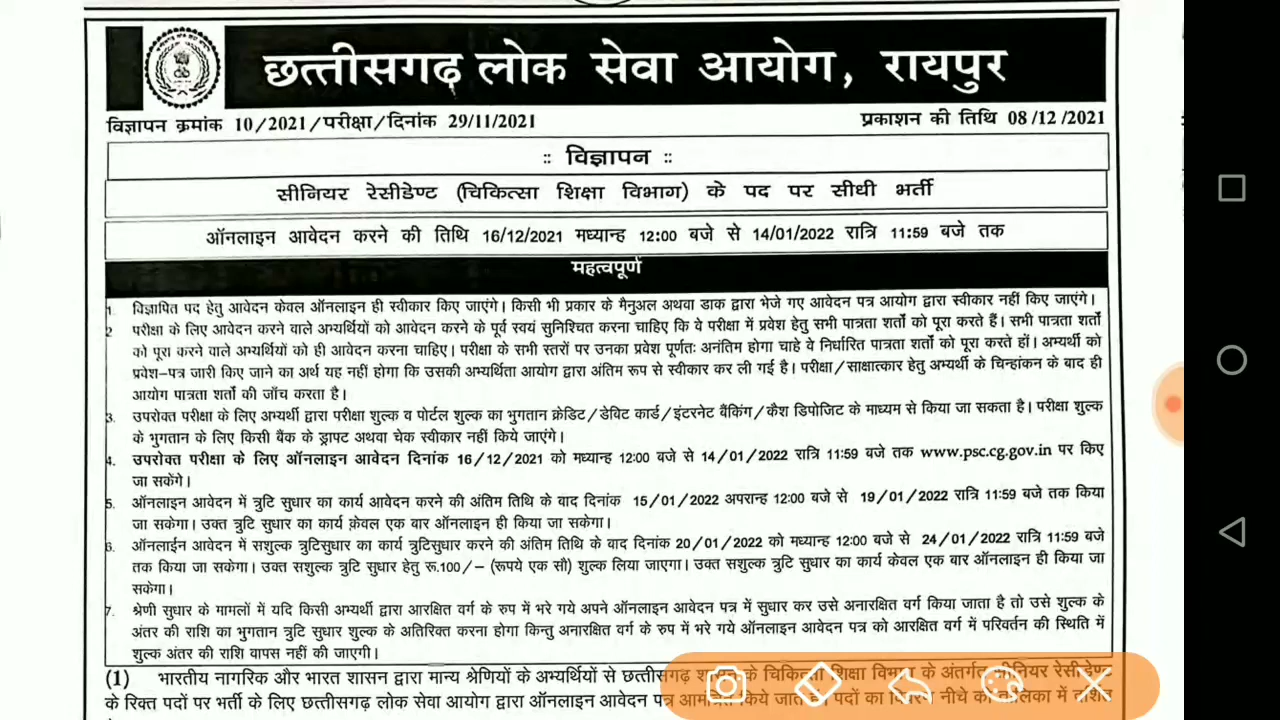 छत्तीसगढ़ लोक सेवा आयोग, रायपुर
विज्ञापन क्रमांक 10/2021/परीक्षा/दिनांक 29/11/2021 प्रकाशन की तिथि 08/12/2021
:: विज्ञापन ::
सीनियर रेसीडेण्ट (चिकित्सा शिक्षा विभाग) के पद पर सीधी भर्ती
ऑनलाइन आवेदन करने की तिथि 16/12/2021 मध्यान्ह 12:00 बजे से 14/01/2022 रात्रि 11:59 बजे तक
महत्वपूर्ण
1. विज्ञापित पद हेतु आवेदन केवल ऑनलाइन ही स्वीकार किए जाएंगे। किसी भी प्रकार के मैनुअल अथवा डाक द्वारा भेजे गए आवेदन पत्र आयोग द्वारा स्वीकार नहीं किए जाएंगे।
2. परीक्षा के लिए आवेदन करने वाले अभ्यर्थियों को आवेदन करने के पूर्व स्वयं सुनिश्चित करना चाहिए कि वे परीक्षा में प्रवेश हेतु सभी पात्रता शर्तो को पूरा करते हैं। सभी पात्रता शर्तो
को पूरा करने वाले अभ्यर्थियों को ही आवेदन करना चाहिए। परीक्षा के सभी स्तरों पर उनका प्रवेश पूर्णतः अनंतिम होगा चाहे वे निर्धारित पात्रता शर्तो को पूरा करते हों। अभ्यर्थी को
प्रवेश–पत्र जारी किए जाने का अर्थ यह नहीं होगा कि उसकी अभ्यर्थिता आयोग द्वारा अंतिम रूप से स्वीकार कर ली गई है। परीक्षा/साक्षात्कार हेतु अभ्यर्थी के चिन्हांकन के बाद ही
आयोग पात्रता शर्तो की जाँच करता है।
3. उपरोक्त परीक्षा के लिए अभ्यर्थी द्वारा परीक्षा शुल्क व पोर्टल शुल्क का भुगतान क्रेडिट/डेबिट कार्ड/इंटरनेट बैंकिंग/कैश डिपोजिट के माध्यम से किया जा सकता है। परीक्षा शुल्क
के भुगतान के लिए किसी बैंक के ड्राफ्ट अथवा चेक स्वीकार नहीं किये जाएंगे।
4. उपरोक्त परीक्षा के लिए ऑनलाइन आवेदन दिनांक 16/12/2021 को मध्यान्ह 12:00 बजे से 14/01/2022 रात्रि 11:59 बजे तक www.psc.cg.gov.in पर किए
जा सकेंगे।
5. ऑनलाइन आवेदन में त्रुटि सुधार का कार्य आवेदन करने की अंतिम तिथि के बाद दिनांक 15/01/2022 अपरान्ह 12:00 बजे से 19/01/2022 रात्रि 11:59 बजे तक किया
जा सकेगा। उक्त त्रुटि सुधार का कार्य केवल एक बार ऑनलाइन ही किया जा सकेगा।
6. ऑनलाईन आवेदन में सशुल्क त्रुटिसुधार का कार्य त्रुटिसुधार करने की अंतिम तिथि के बाद दिनांक 20/01/2022 को मध्यान्ह 12:00 बजे से 24/01/2022 रात्रि 11:59 बजे
तक किया जा सकेगा। उक्त सशुल्क त्रुटि सुधार हेतु रू.100/– (रूपये एक सौ) शुल्क लिया जाएगा। उक्त सशुल्क त्रुटि सुधार का कार्य केवल एक बार ऑनलाइन ही किया जा
सकेगा।
7. श्रेणी सुधार के मामलों में यदि किसी अभ्यर्थी द्वारा आरक्षित वर्ग के रुप में भरे गये अपने ऑनलाइन आवेदन पत्र में सुधार कर उसे अनारक्षित वर्ग किया जाता है तो उसे शुल्क के
अंतर की राशि का भुगतान त्रुटि सुधार शुल्क के अतिरिक्त करना होगा किन्तु अनारक्षित वर्ग के रुप में भरे गये ऑनलाइन आवेदन पत्र को आरक्षित वर्ग में परिवर्तन की स्थिति में
शुल्क अंतर की राशि वापस नहीं की जाएगी।
(1) भारतीय नागरिक और भारत शासन द्वारा मान्य श्रेणियों के अभ्यर्थियों से छत्तीसगढ़ के चिकित्सा शिक्षा विभाग के अंतर्गत सीनियर रेसीडेण्ट
के रिक्त पदों पर भर्ती के लिए छत्तीसगढ़ लोक सेवा आयोग द्वारा ऑनलाइन आवेदन पत्र किये जाते पदों का नीचे की तालिका में